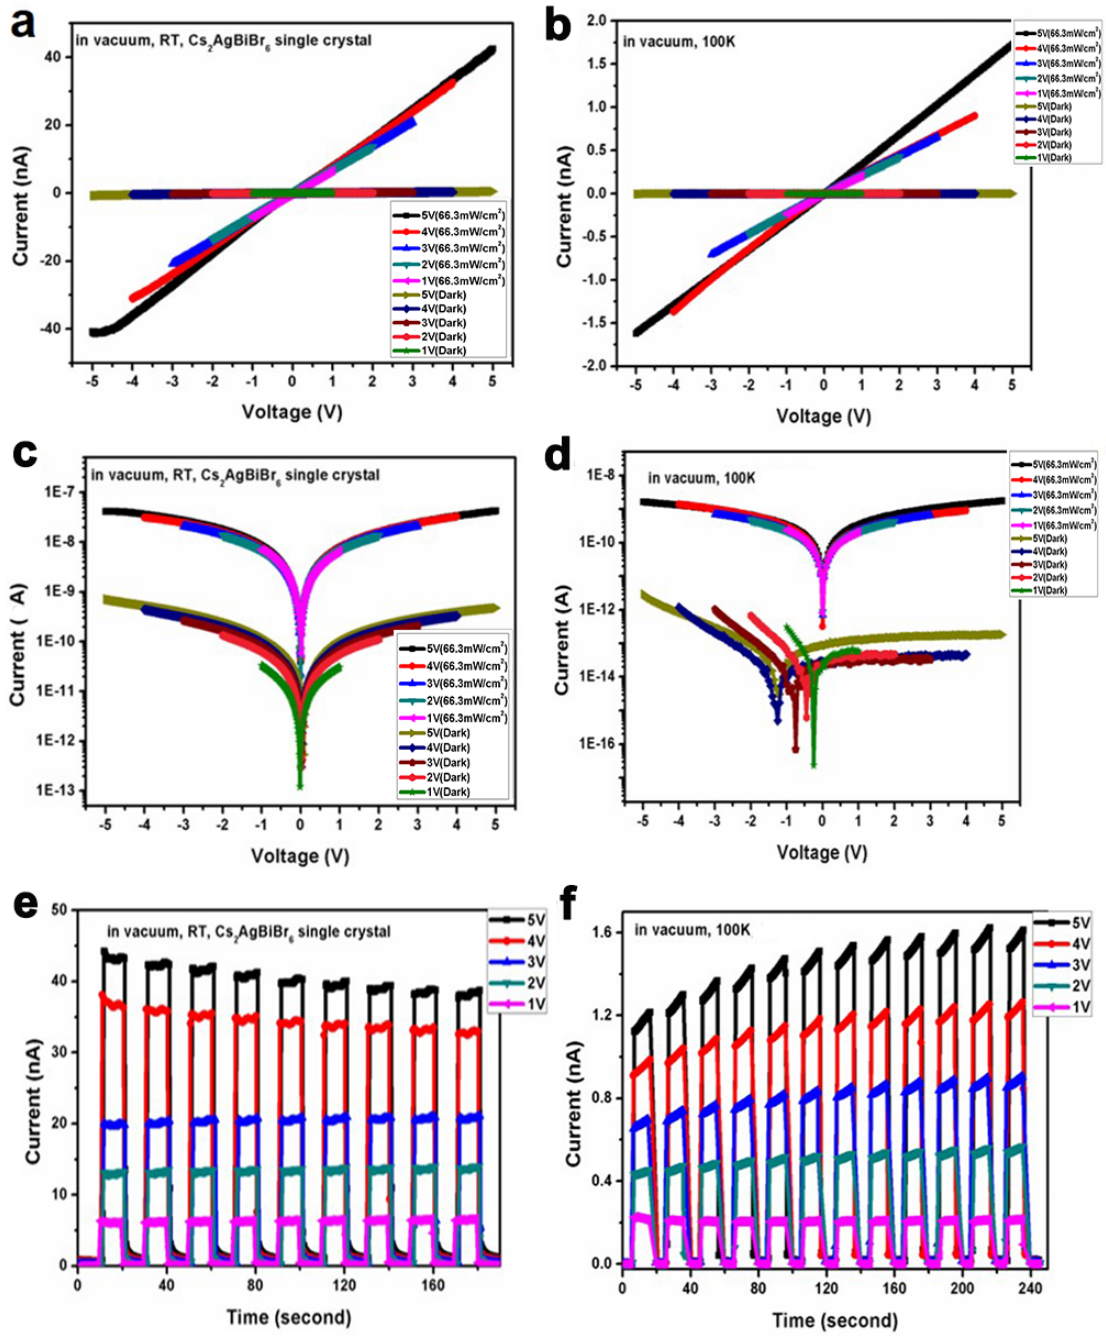 a
in vacuum, RT, Cs2AgBiBr6 single crystal
40
20
0
-20
-40
Current (nA)
-5 -4 -3 -2 -1 0 1 2 3 4 5
Voltage (V)
5V(66.3mW/cm²)
4V(66.3mW/cm²)
3V(66.3mW/cm²)
2V(66.3mW/cm²)
1V(66.3mW/cm²)
5V(Dark)
4V(Dark)
3V(Dark)
2V(Dark)
1V(Dark)
b
in vacuum, 100K
2.0
1.5
1.0
0.5
0.0
-0.5
-1.0
-1.5
-2.0
Current (nA)
-5 -4 -3 -2 -1 0 1 2 3 4 5
Voltage (V)
5V(66.3mW/cm²)
4V(66.3mW/cm²)
3V(66.3mW/cm²)
2V(66.3mW/cm²)
1V(66.3mW/cm²)
5V(Dark)
4V(Dark)
3V(Dark)
2V(Dark)
1V(Dark)
c
in vacuum, RT, Cs2AgBiBr6 single crystal
1E-7
1E-8
1E-9
1E-10
1E-11
1E-12
1E-13
Current ( A)
-5 -4 -3 -2 -1 0 1 2 3 4 5
Voltage (V)
5V(66.3mW/cm²)
4V(66.3mW/cm²)
3V(66.3mW/cm²)
2V(66.3mW/cm²)
1V(66.3mW/cm²)
5V(Dark)
4V(Dark)
3V(Dark)
2V(Dark)
1V(Dark)
d
in vacuum, 100K
1E-8
1E-10
1E-12
1E-14
1E-16
Current (A)
-5 -4 -3 -2 -1 0 1 2 3 4 5
Voltage (V)
5V(66.3mW/cm²)
4V(66.3mW/cm²)
3V(66.3mW/cm²)
2V(66.3mW/cm²)
1V(66.3mW/cm²)
5V(Dark)
4V(Dark)
3V(Dark)
2V(Dark)
1V(Dark)
e
in vacuum, RT, Cs2AgBiBr6 single crystal
50
40
30
20
10
0
Current (nA)
0 40 80 120 160
Time (second)
5V
4V
3V
2V
1V
f
in vacuum, 100K
1.6
1.2
0.8
0.4
0.0
Current (nA)
0 40 80 120 160 200 240
Time (second)
5V
4V
3V
2V
1V